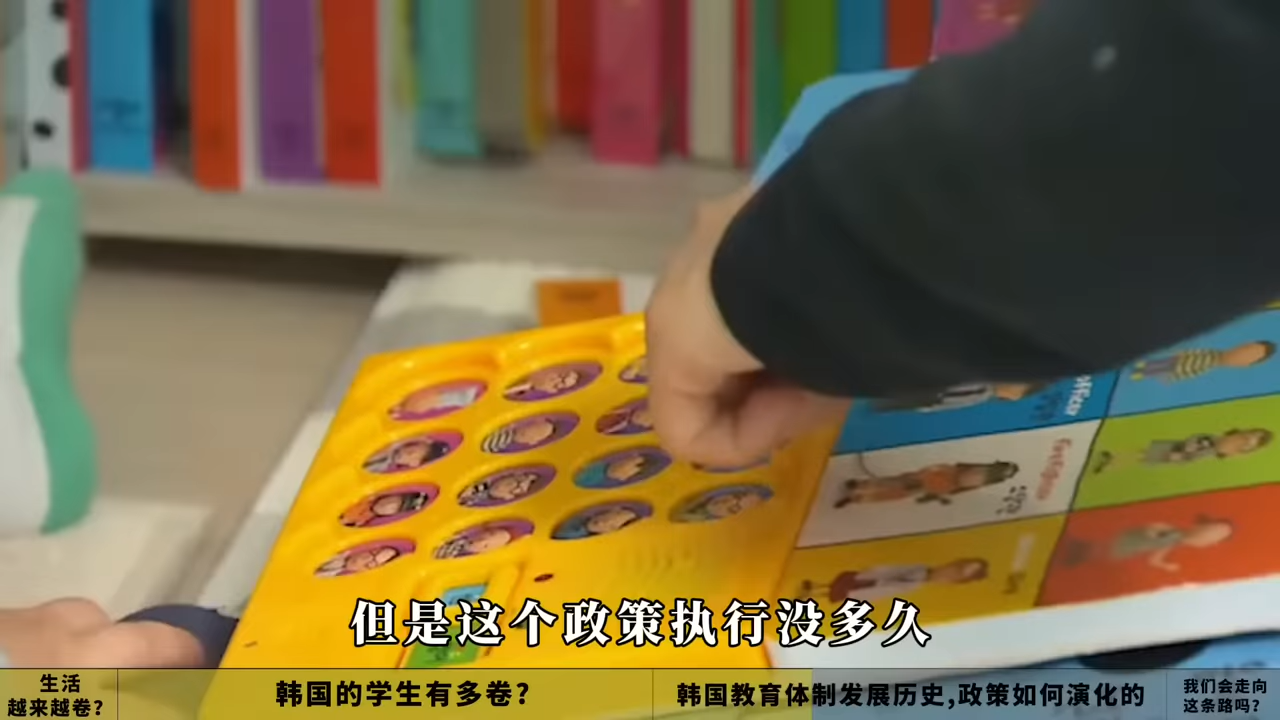 Firefighter
但是这个政策执行没多久
生活
越来越卷?
韩国的学生有多卷?
韩国教育体制发展历史,政策如何演化的
我们会走向
这条路吗?